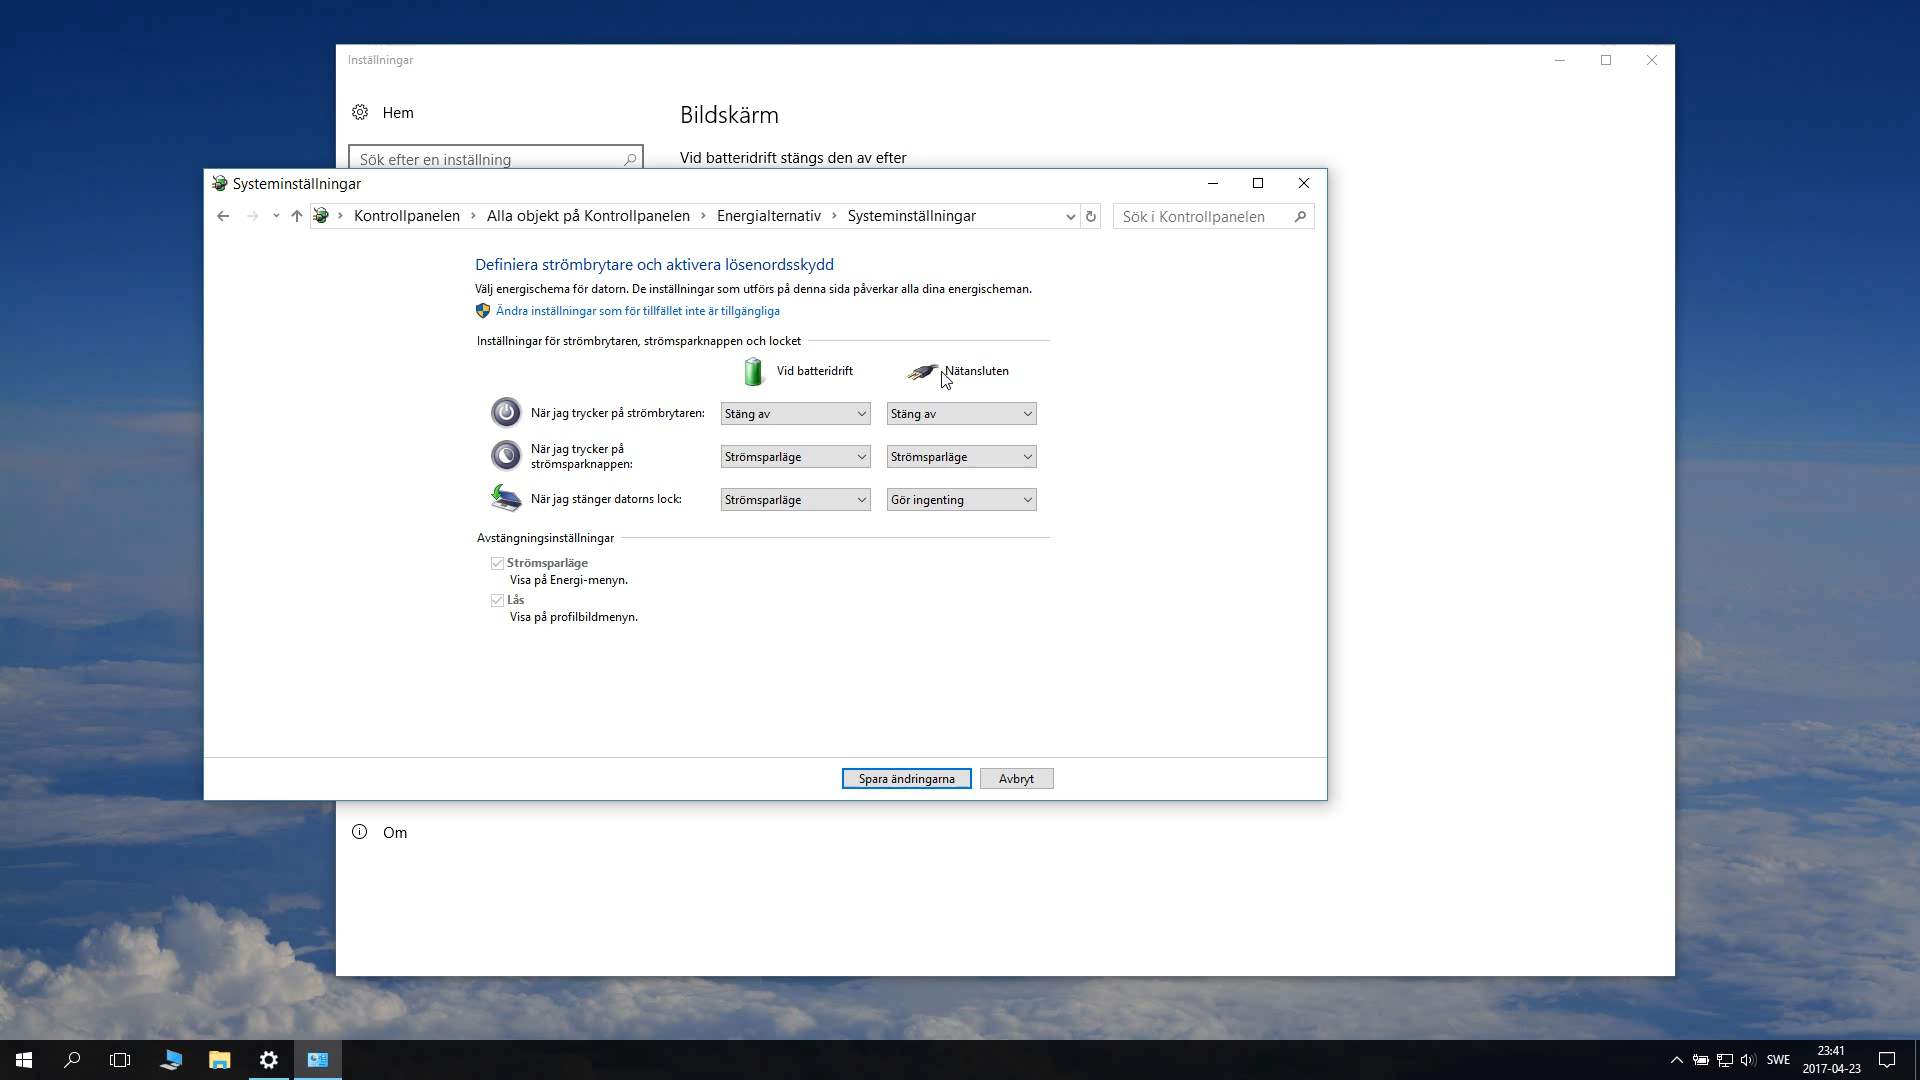 Inställningar
Hem
Bildskärm
Sök efter en inställning
Vid batteridrift stängs den av efter
Systeminställningar
Kontrollpanelen
Alla objekt på Kontrollpanelen
Energialternativ
Systeminställningar
Sök i Kontrollpanelen
Definiera strömbrytare och aktivera lösenordsskydd
Välj energischema för datorn. De inställningar som utförs på denna sida påverkar alla dina energischeman.
Ändra inställningar som för tillfället inte är tillgängliga
Inställningar för strömbrytaren, strömsparknappen och locket
Vid batteridrift
Nätansluten
När jag trycker på strömbrytaren:
Stäng av
Stäng av
När jag trycker på
strömsparknappen:
Strömsparläge
Strömsparläge
När jag stänger datorns lock:
Strömsparläge
Gör ingenting
Avstängningsinställningar
Strömsparläge
Visa på Energi-menyn.
Lås
Visa på profilbildmenyn.
Spara ändringarna
Avbryt
Om
SWE
23:41
2017-04-23